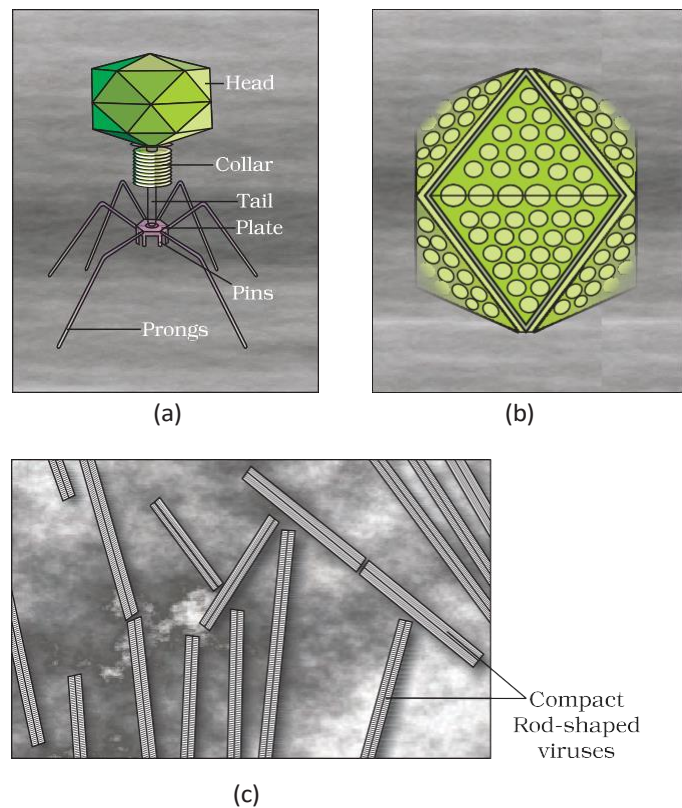 Head
Collar
Tail
Plate
Pins
Prongs
(a)
(b)
Compact
Rod-shaped
viruses
(c)